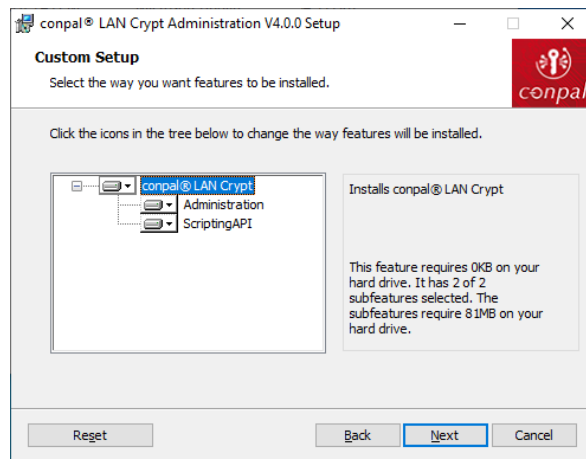 conpal® LAN Crypt Administration V4.0.0 Setup
Custom Setup
Select the way you want features to be installed.
conpal
Click the icons in the tree below to change the way features will be installed.
conpal® LAN Crypt
Administration
ScriptingAPI
Installs conpal® LAN Crypt
This feature requires 0KB on your
hard drive. It has 2 of 2
subfeatures selected. The
subfeatures require 81MB on your
hard drive.
Reset
Back
Next
Cancel